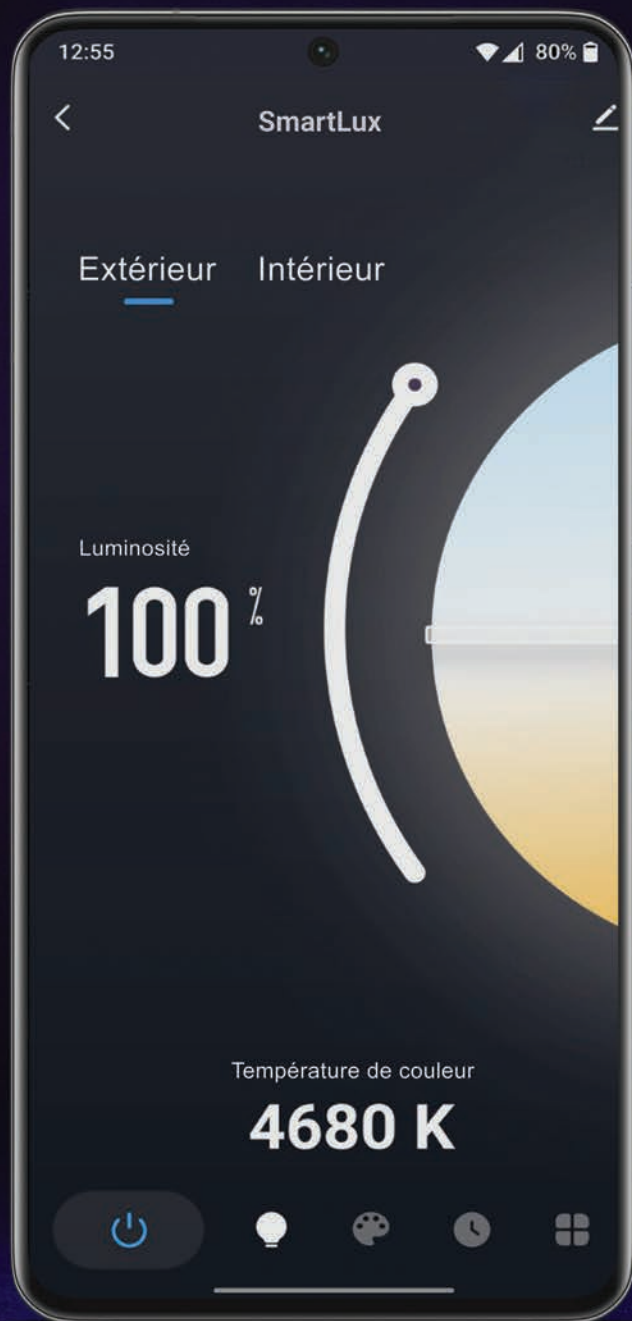 12:55
80%
SmartLux
Extérieur Intérieur
Luminosité
100 %
Température de couleur
4680 K